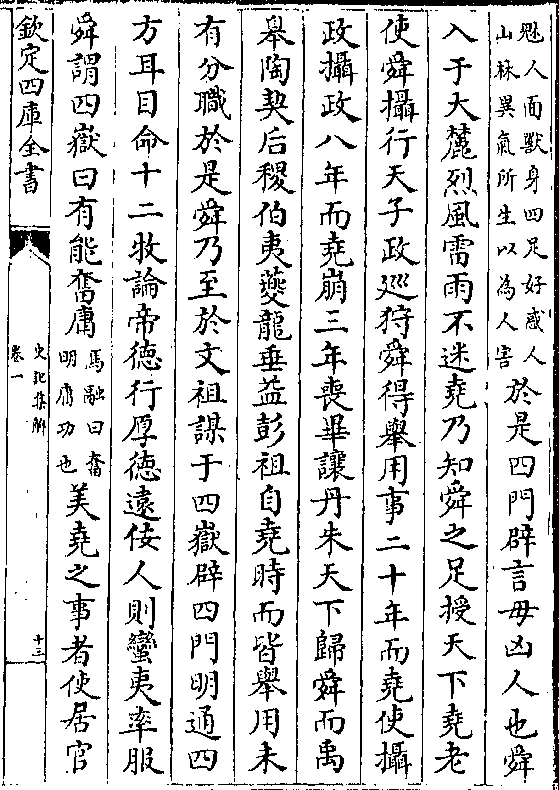 魅人面獸身四足好惑人
山林異氣所生以為人害
於是四門辟言毋凶人也舜
入于大麓烈風雷雨不迷堯乃知舜之足授天下堯老
使舜攝行天子政巡狩舜得舉用事二十年而堯使攝
政攝政八年而堯崩三年喪畢讓丹朱天下歸舜而禹
臯陶契后稷伯夷夔龍垂益彭祖自堯時而皆舉用未
有分職於是舜乃至於文祖謀于四嶽辟四門明通四
方耳目命十二牧論帝徳行厚徳逺佞人則蠻夷率服
舜謂四嶽曰有能奮庸
馬融曰奮
明庸功也
美堯之事者使居官
欽定四庫全書
史記集解
卷一
十三